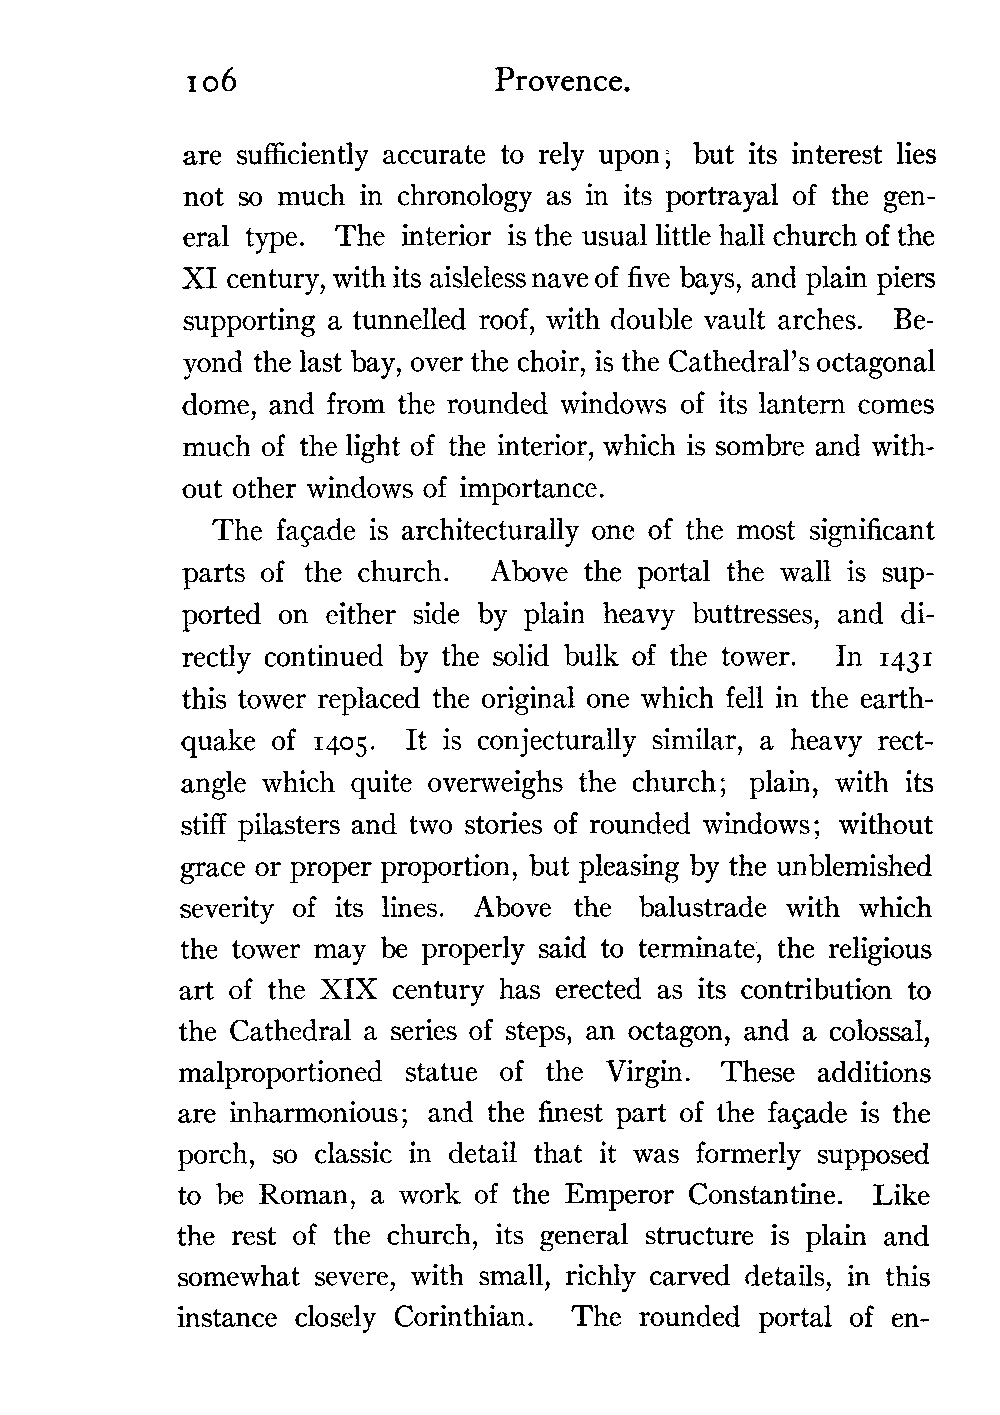 106 Provence.
are sufficiently accurate to rely upon; but its interest lies
not so much in chronology as in its portrayal of the gen-
eral type. The interior is the usual little hall church of the
XI century, with its aisleless nave of five bays, and plain piers
supporting a tunnelled roof, with double vault arches. Be-
yond the last bay, over the choir, is the Cathedral's octagonal
dome, and from the rounded windows of its lantern comes
much of the light of the interior, which is sombre and with-
out other windows of importance.
The façade is architecturally one of the most significant
parts of the church. Above the portal the wall is sup-
ported on either side by plain heavy buttresses, and di-
rectly continued by the solid bulk of the tower. In 1431
this tower replaced the original one which fell in the earth-
quake of 1405. It is conjecturally similar, a heavy rect-
angle which quite overweighs the church; plain, with its
stiff pilasters and two stories of rounded windows; without
grace or proper proportion, but pleasing by the unblemished
severity of its lines. Above the balustrade with which
the tower may be properly said to terminate, the religious
art of the XIX century has erected as its contribution to
the Cathedral a series of steps, an octagon, and a colossal,
malproportioned statue of the Virgin. These additions
are inharmonious; and the finest part of the façade is the
porch, so classic in detail that it was formerly supposed
to be Roman, a work of the Emperor Constantine. Like
the rest of the church, its general structure is plain and
somewhat severe, with small, richly carved details, in this
instance closely Corinthian. The rounded portal of en-